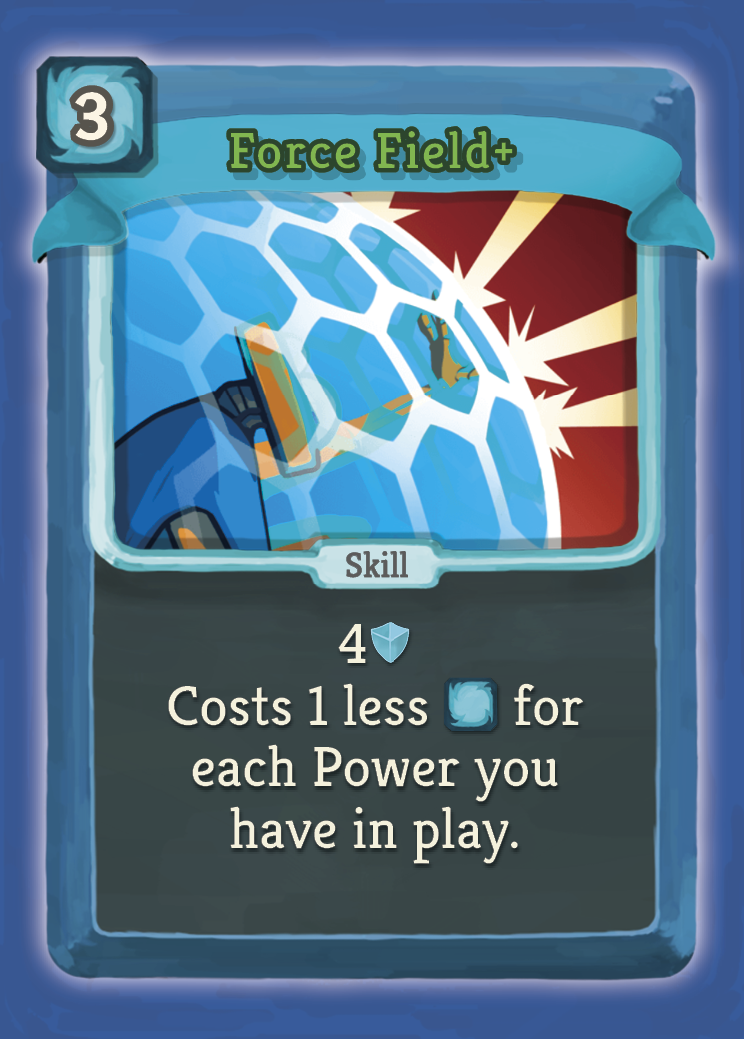 3
Force Field+
Skill
4
Costs 1 less for
each Power you
have in play.